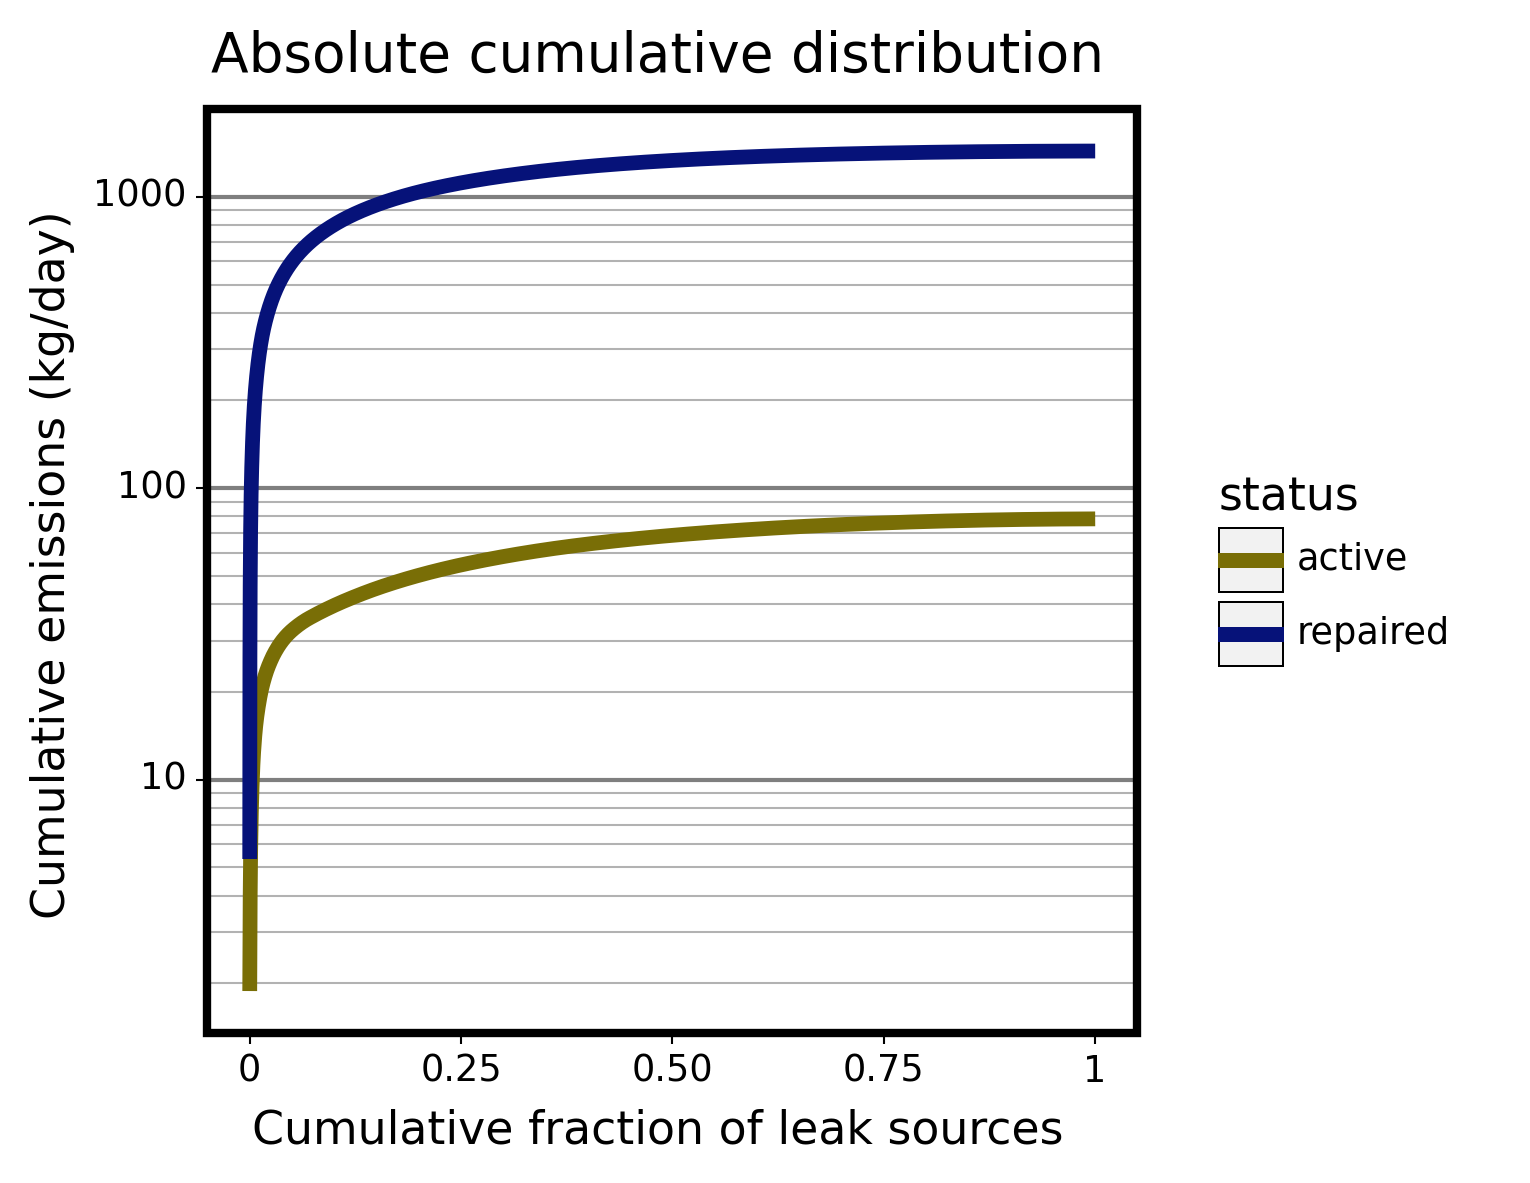 Absolute cumulative distribution
Cumulative emissions (kg/day)
1000
100
10
0
0.25
0.50
0.75
1
Cumulative fraction of leak sources
status
active
repaired